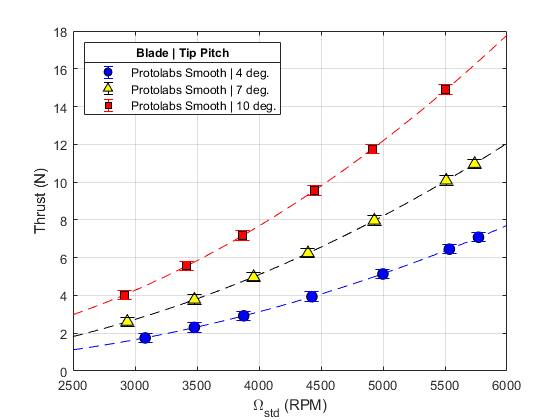 18
16
14
12
10
8
6
4
2
0
Thrust (N)
Blade | Tip Pitch
Protolabs Smooth | 4 deg.
Protolabs Smooth | 7 deg.
Protolabs Smooth | 10 deg.
2500 3000 3500 4000 4500 5000 5500 6000
Ω_std (RPM)